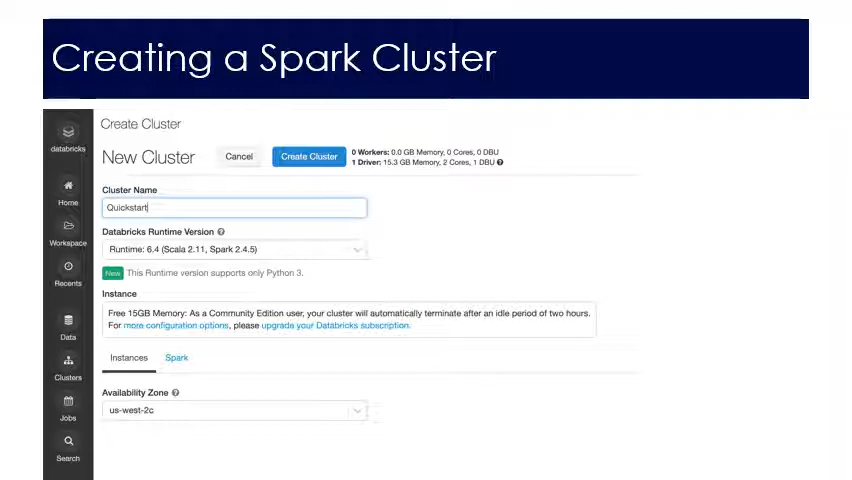 Creating a Spark Cluster
databricks
Home
Workspace
Recents
Data
Clusters
Jobs
Search
Create Cluster
New Cluster
Cancel
Create Cluster
0 Workers: 0.0 GB Memory, 0 Cores, 0 DBU
1 Driver: 15.3 GB Memory, 2 Cores, 1 DBU ?
Cluster Name
Quickstart
Databricks Runtime Version ?
Runtime: 6.4 (Scala 2.11, Spark 2.4.5)
New This Runtime version supports only Python 3.
Instance
Free 15GB Memory: As a Community Edition user, your cluster will automatically terminate after an idle period of two hours.
For more configuration options, please upgrade your Databricks subscription.
Instances Spark
Availability Zone ?
us-west-2c